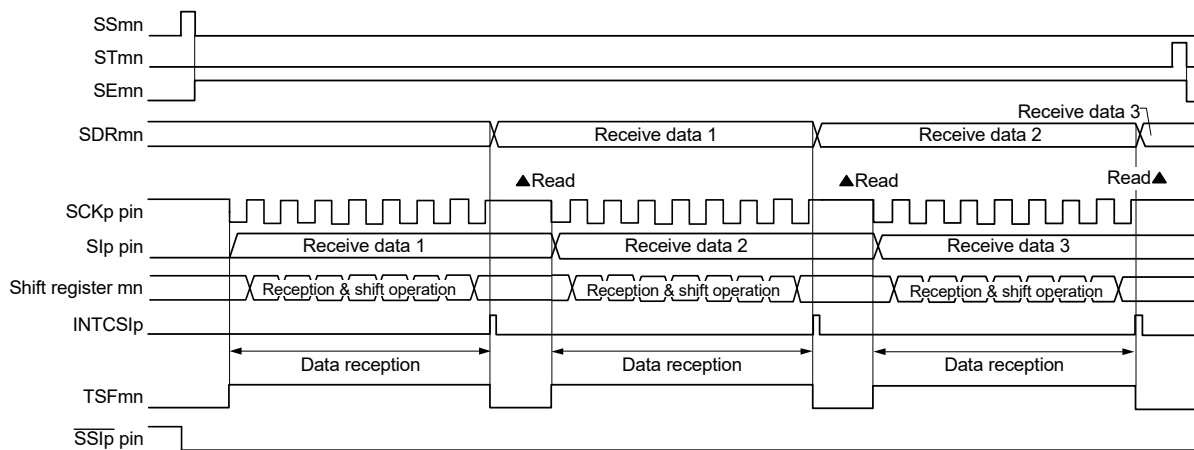 SSmn
STmn
SEmn
Receive data 3
SDRmn Receive data 1 Receive data 2
▲Read ▲Read Read▲
SCKp pin
SIp pin Receive data 1 Receive data 2 Receive data 3
Shift register mn Reception & shift operation Reception & shift operation Reception & shift operation
INTCSIp
Data reception Data reception Data reception
TSFmn
SSIp pin